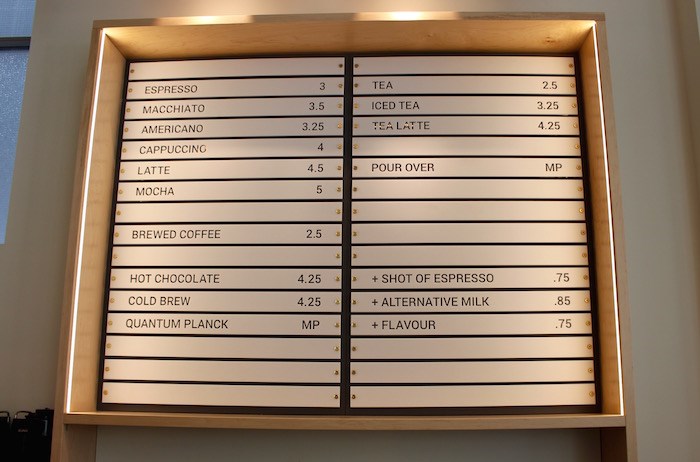 ESPRESSO 3
MACCHIATO 3.5
AMERICANO 3.25
CAPPUCCINO 4
LATTE 4.5
MOCHA 5
BREWED COFFEE 2.5
HOT CHOCOLATE 4.25
COLD BREW 4.25
QUANTUM PLANCK MP
TEA 2.5
ICED TEA 3.25
TEA LATTE 4.25
POUR OVER MP
+ SHOT OF ESPRESSO .75
+ ALTERNATIVE MILK .85
+ FLAVOUR .75